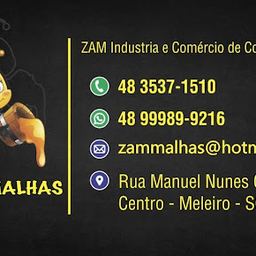 ZAM Industria e Comércio de Co
48 3537-1510
48 99989-9216
zammalhas@hotm
MALHAS
Rua Manuel Nunes
Centro - Meleiro - S